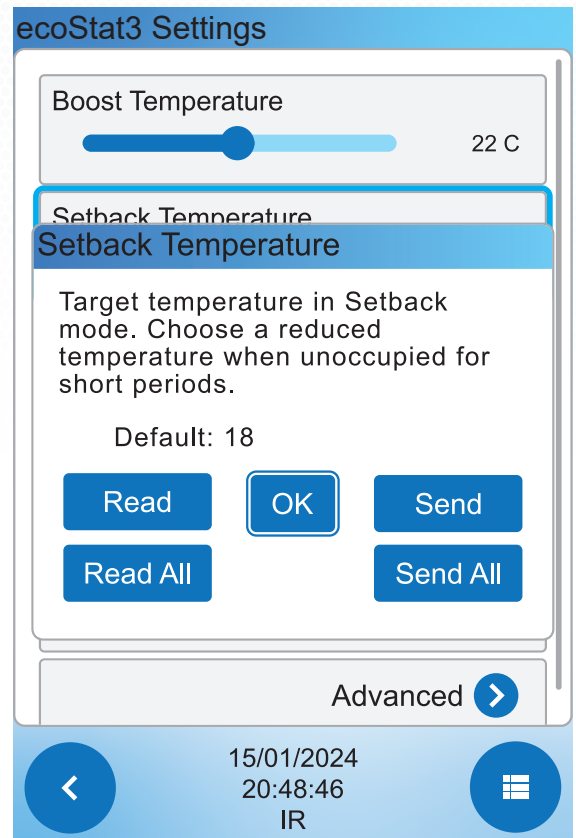 ecoStat3 Settings
Boost Temperature
22 C
Setback Temperature
Setback Temperature
Target temperature in Setback
mode. Choose a reduced
temperature when unoccupied for
short periods.
Default: 18
Read
OK
Send
Read All
Send All
Advanced
15/01/2024
20:48:46
IR